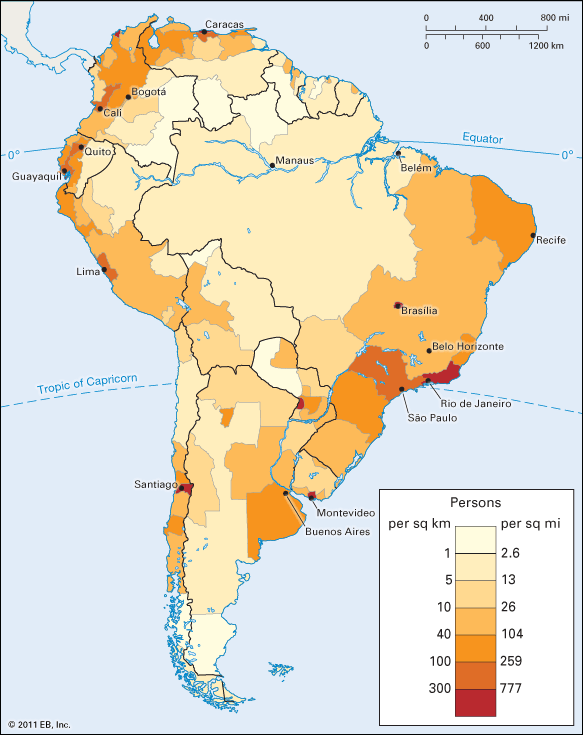 Caracas
0 400 800 mi
0 600 1200 km
Bogotá
Cali
Equator
0°
0°
Quito
Guayaquil
Manaus
Belém
Recife
Lima
Brasília
Belo Horizonte
Tropic of Capricorn
Rio de Janeiro
São Paulo
Santiago
Montevideo
Buenos Aires
Persons
per sq km per sq mi
1 2.6
5 13
10 26
40 104
100 259
300 777
© 2011 EB, Inc.